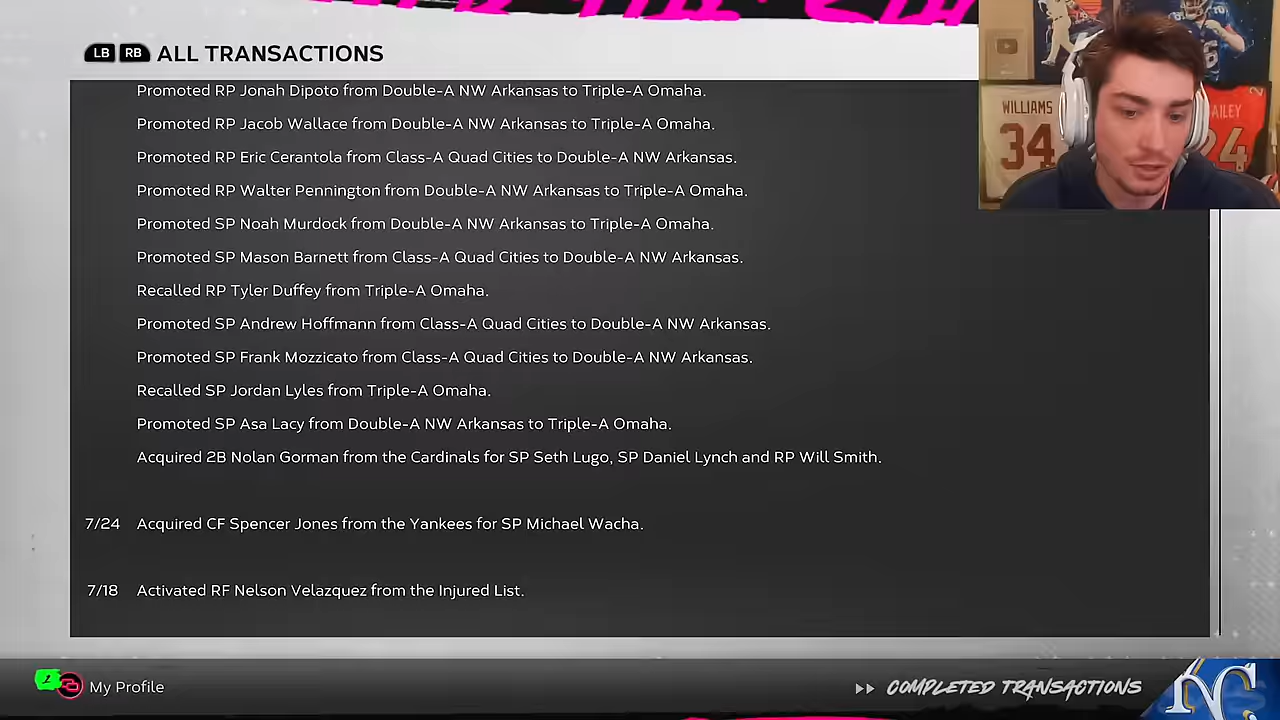 LB RB ALL TRANSACTIONS
Promoted RP Jonah Dipoto from Double-A NW Arkansas to Triple-A Omaha.
Promoted RP Jacob Wallace from Double-A NW Arkansas to Triple-A Omaha.
Promoted RP Eric Cerantola from Class-A Quad Cities to Double-A NW Arkansas.
Promoted RP Walter Pennington from Double-A NW Arkansas to Triple-A Omaha.
Promoted SP Noah Murdock from Double-A NW Arkansas to Triple-A Omaha.
Promoted SP Mason Barnett from Class-A Quad Cities to Double-A NW Arkansas.
Recalled RP Tyler Duffey from Triple-A Omaha.
Promoted SP Andrew Hoffmann from Class-A Quad Cities to Double-A NW Arkansas.
Promoted SP Frank Mozzicato from Class-A Quad Cities to Double-A NW Arkansas.
Recalled SP Jordan Lyles from Triple-A Omaha.
Promoted SP Asa Lacy from Double-A NW Arkansas to Triple-A Omaha.
Acquired 2B Nolan Gorman from the Cardinals for SP Seth Lugo, SP Daniel Lynch and RP Will Smith.
7/24 Acquired CF Spencer Jones from the Yankees for SP Michael Wacha.
7/18 Activated RF Nelson Velazquez from the Injured List.
L My Profile
COMPLETED TRANSACTIONS
KC
WILLIAMS
34
AILEY
24